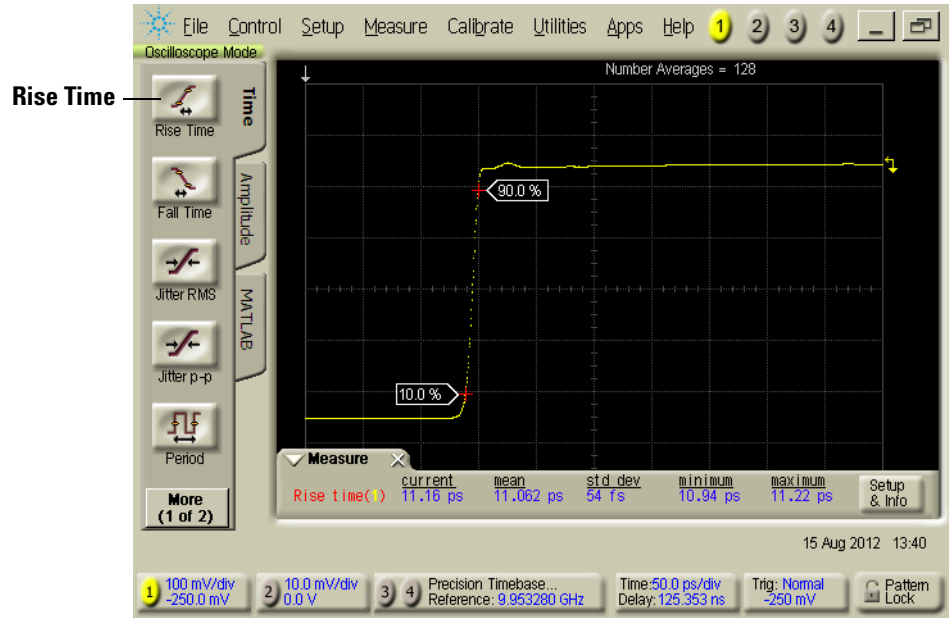 File Control Setup Measure Calibrate Utilities Apps Help 1 2 3 4
Oscilloscope Mode
Number Averages = 128
Rise Time
Rise Time
Fall Time
Jitter RMS
Jitter p-p
Period
More
(1 of 2)
Time
Amplitude
MATLAB
90.0 %
10.0 %
Measure
current mean std dev minimum maximum
Rise time(1) 11.16 ps 11.062 ps 54 fs 10.94 ps 11.22 ps
Setup
& Info
15 Aug 2012 13:40
1 100 mV/div
-250.0 mV
2 10.0 mV/div
0.0 V
3 4 Precision Timebase...
Reference: 9.953280 GHz
Time:50.0 ps/div
Delay:125.353 ns
Trig: Normal
-250 mV
Pattern
Lock